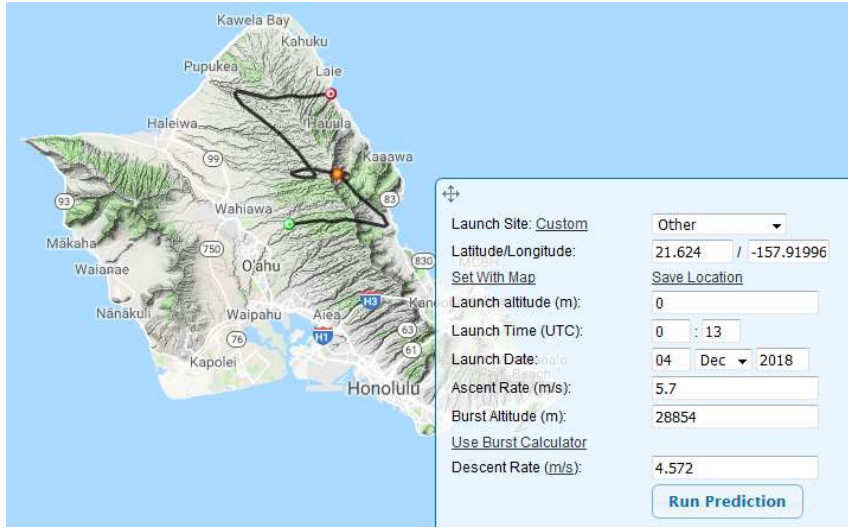 Kawela Bay
Kahuku
Pupukea
Laie
Haleiwa
Hauula
99
Kaaawa
93
83
Wahiawa
Mākaha
750
830
Waianae
O'ahu
H3
Nānākuli
Waipahu
Aiea
H1
63
76
61
Kapolei
Honolulu
Launch Site: Custom
Other
Latitude/Longitude:
21.624 / -157.91996
Set With Map
Save Location
Launch altitude (m):
0
Launch Time (UTC):
0 : 13
Launch Date:
04 Dec 2018
Ascent Rate (m/s):
5.7
Burst Altitude (m):
28854
Use Burst Calculator
Descent Rate (m/s):
4.572
Run Prediction